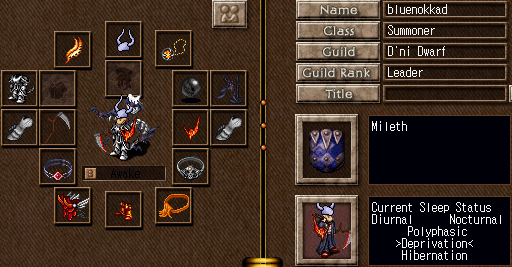 Name bluenokkad
Class Summoner
Guild D'ni Dwarf
Guild Rank Leader
Title
Mileth
Awake
Current Sleep Status
Diurnal Nocturnal
Polyphasic
>Deprivation<
Hibernation